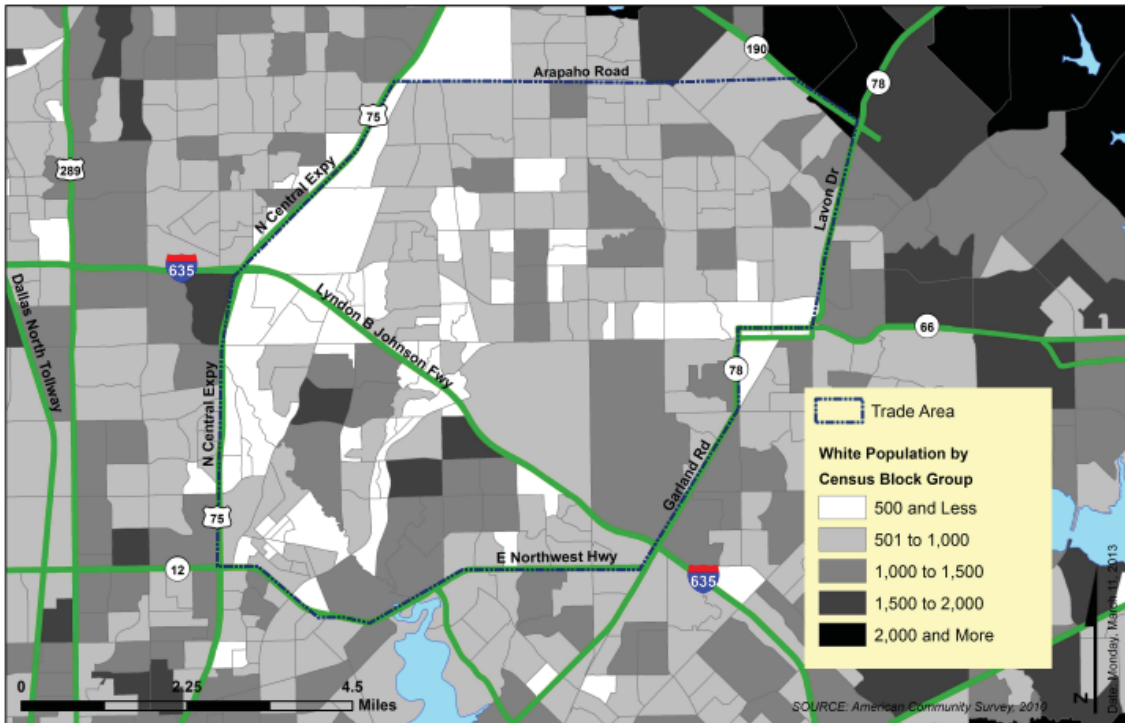 190
Arapaho Road
78
75
289
N Central Expy
Lavon Dr
635
Dallas North Tollway
Lyndon B Johnson Fwy
66
78
N Central Expy
Garland Rd
75
E Northwest Hwy
12
635
Trade Area
White Population by
Census Block Group
500 and Less
501 to 1,000
1,000 to 1,500
1,500 to 2,000
2,000 and More
0 2.25 4.5
Miles
N
Date: Monday, March 11, 2013
SOURCE: American Community Survey, 2010